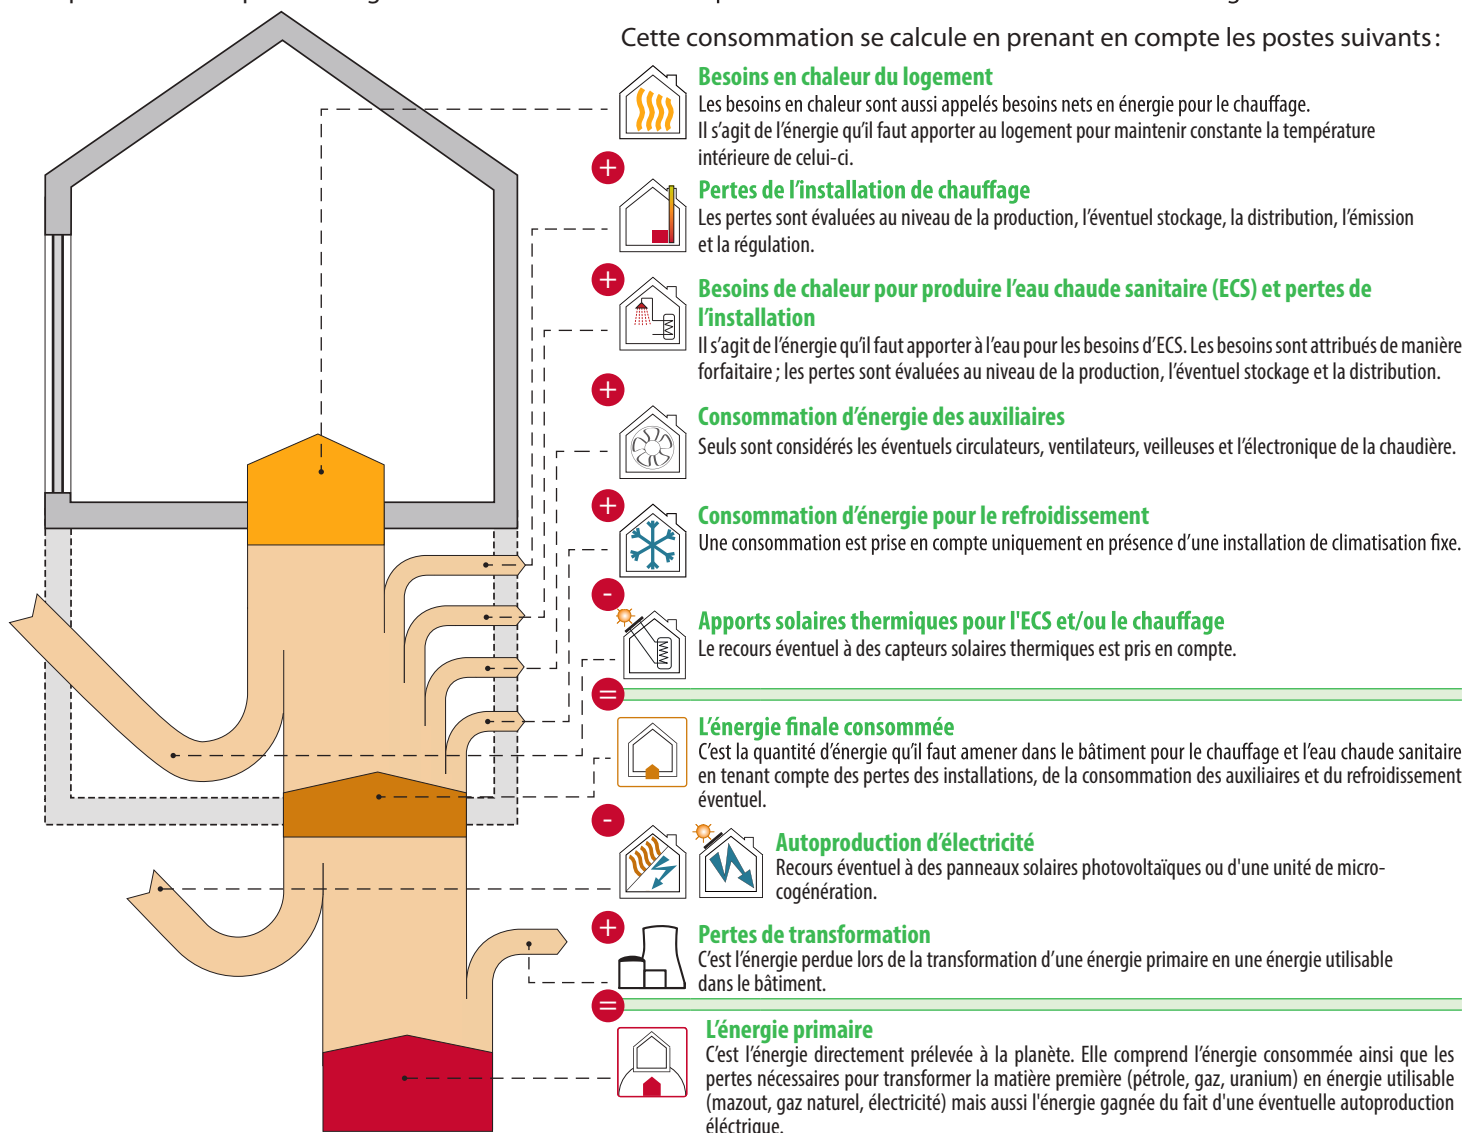 Cette consommation se calcule en prenant en compte les postes suivants :
Besoins en chaleur du logement
Les besoins en chaleur sont aussi appelés besoins nets en énergie pour le chauffage.
Il s'agit de l'énergie qu'il faut apporter au logement pour maintenir constante la température
intérieure de celui-ci.
+
Pertes de l'installation de chauffage
Les pertes sont évaluées au niveau de la production, l'éventuel stockage, la distribution, l'émission
et la régulation.
+
Besoins de chaleur pour produire l'eau chaude sanitaire (ECS) et pertes de
l'installation
Il s'agit de l'énergie qu'il faut apporter à l'eau pour les besoins d'ECS. Les besoins sont attribués de manière
forfaitaire ; les pertes sont évaluées au niveau de la production, l'éventuel stockage et la distribution.
+
Consommation d'énergie des auxiliaires
Seuls sont considérés les éventuels circulateurs, ventilateurs, veilleuses et l'électronique de la chaudière.
+
Consommation d'énergie pour le refroidissement
Une consommation est prise en compte uniquement en présence d'une installation de climatisation fixe.
-
Apports solaires thermiques pour l'ECS et/ou le chauffage
Le recours éventuel à des capteurs solaires thermiques est pris en compte.
=
L'énergie finale consommée
C'est la quantité d'énergie qu'il faut amener dans le bâtiment pour le chauffage et l'eau chaude sanitaire
en tenant compte des pertes des installations, de la consommation des auxiliaires et du refroidissement
éventuel.
-
Autoproduction d'électricité
Recours éventuel à des panneaux solaires photovoltaïques ou d'une unité de micro-
cogénération.
+
Pertes de transformation
C'est l'énergie perdue lors de la transformation d'une énergie primaire en une énergie utilisable
dans le bâtiment.
=
L'énergie primaire
C'est l'énergie directement prélevée à la planète. Elle comprend l'énergie consommée ainsi que les
pertes nécessaires pour transformer la matière première (pétrole, gaz, uranium) en énergie utilisable
(mazout, gaz naturel, électricité) mais aussi l'énergie gagnée du fait d'une éventuelle autoproduction
éléctrique.